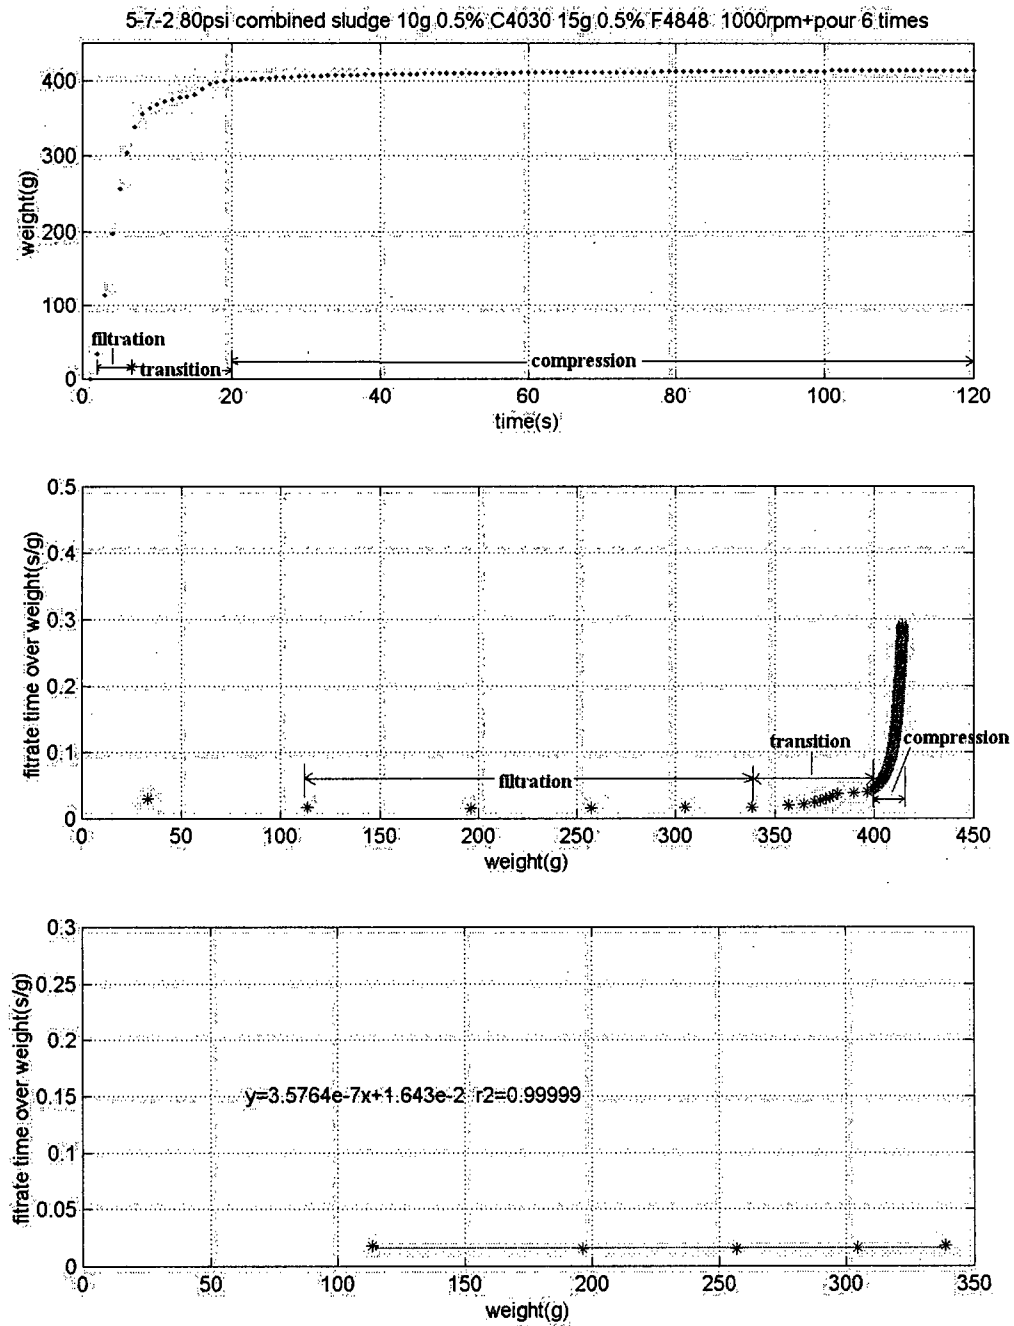 5-7-2 80psi combined sludge 10g 0.5% C4030 15g 0.5% F4848 1000rpm+pour 6 times
400
300
200
100
0
weight(g)
filtration
transition
compression
0 20 40 60 80 100 120
time(s)
0.5
0.4
0.3
0.2
0.1
0
fitrate time over weight(s/g)
transition
compression
filtration
0 50 100 150 200 250 300 350 400 450
weight(g)
0.3
0.25
0.2
0.15
0.1
0.05
0
fitrate time over weight(s/g)
y=3.5764e-7x+1.643e-2 r2=0.99999
0 50 100 150 200 250 300 350
weight(g)